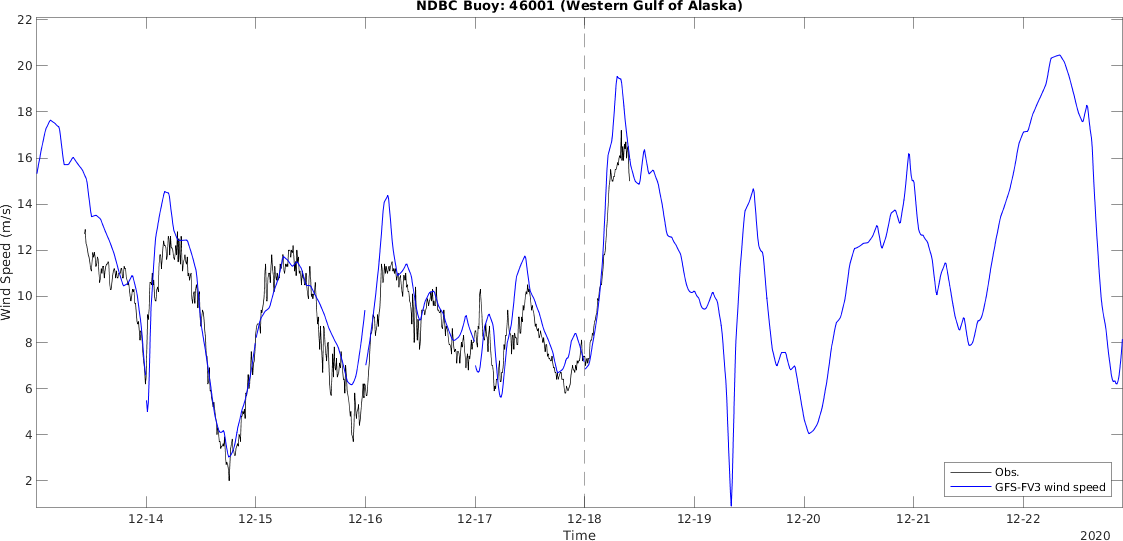 NDBC Buoy: 46001 (Western Gulf of Alaska)
22
20
18
16
14
12
10
8
6
4
2
Wind Speed (m/s)
Obs.
GFS-FV3 wind speed
12-14 12-15 12-16 12-17 12-18 12-19 12-20 12-21 12-22
Time
2020